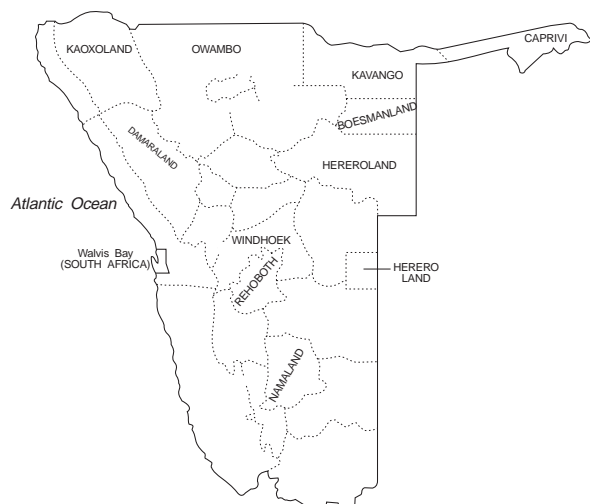 CAPRIVI
KAOXOLAND
OWAMBO
KAVANGO
BOESMANLAND
DAMARALAND
HEREROLAND
Atlantic Ocean
WINDHOEK
Walvis Bay
(SOUTH AFRICA)
REHOBOTH
HERERO
LAND
NAMALAND